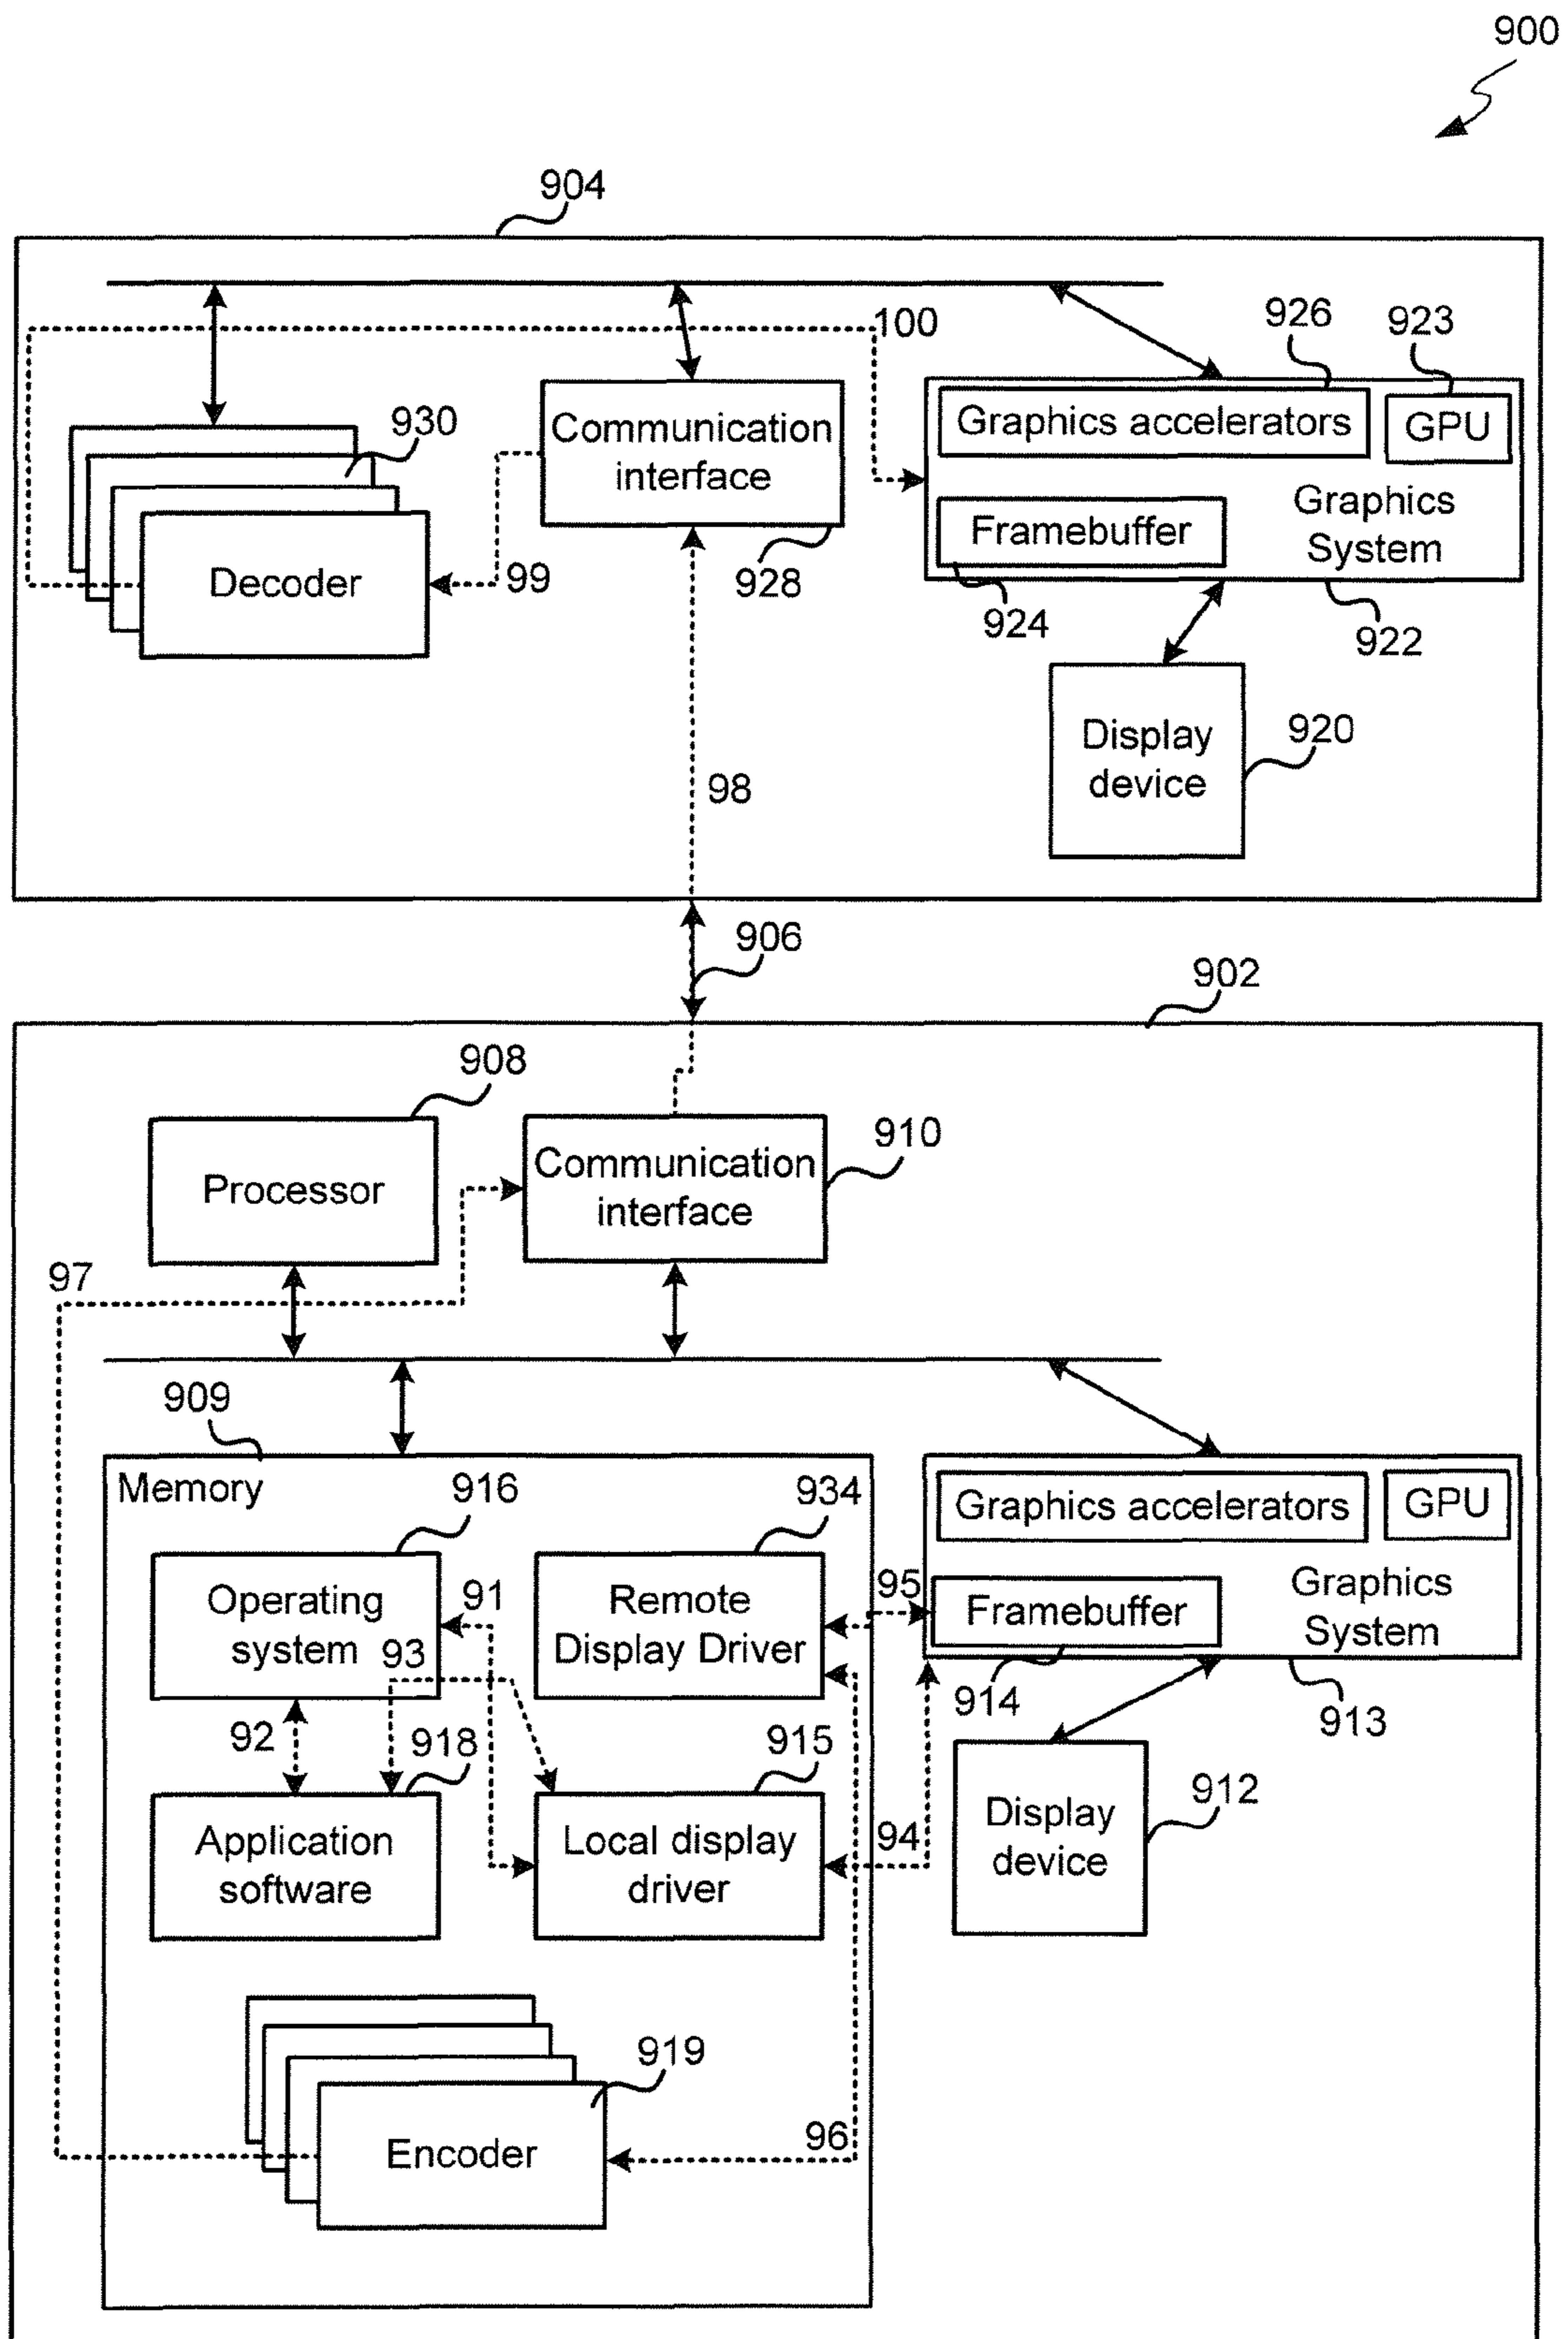 900
904
100
926
923
930
Communication
interface
Graphics accelerators
GPU
Framebuffer
Graphics
System
Decoder
99
928
924
922
Display
device
920
98
906
902
908
910
Processor
Communication
interface
97
909
Memory
916
934
Graphics accelerators
GPU
Operating
system
91
Remote
Display Driver
95
Framebuffer
Graphics
System
93
914
913
92
918
915
912
Application
software
Local display
driver
94
Display
device
919
Encoder
96